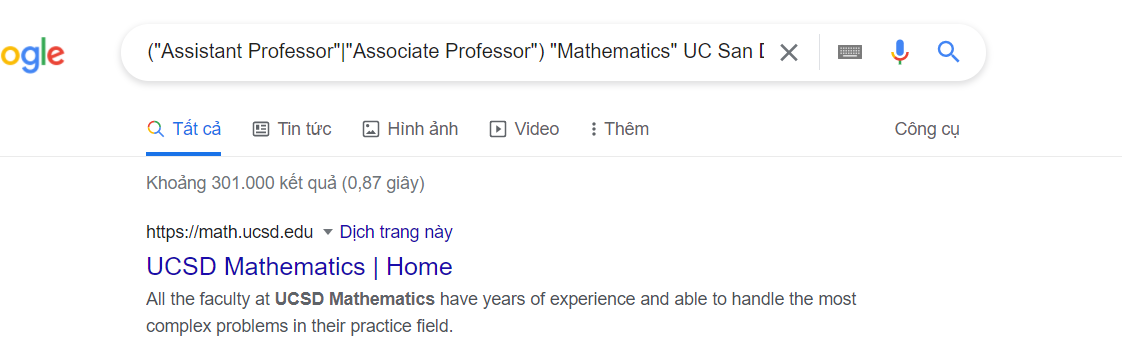 ogle
("Assistant Professor"|"Associate Professor") "Mathematics" UC San
Tất cả Tin tức Hình ảnh Video Thêm Công cụ
Khoảng 301.000 kết quả (0,87 giây)
https://math.ucsd.edu Dịch trang này
UCSD Mathematics | Home
All the faculty at UCSD Mathematics have years of experience and able to handle the most
complex problems in their practice field.